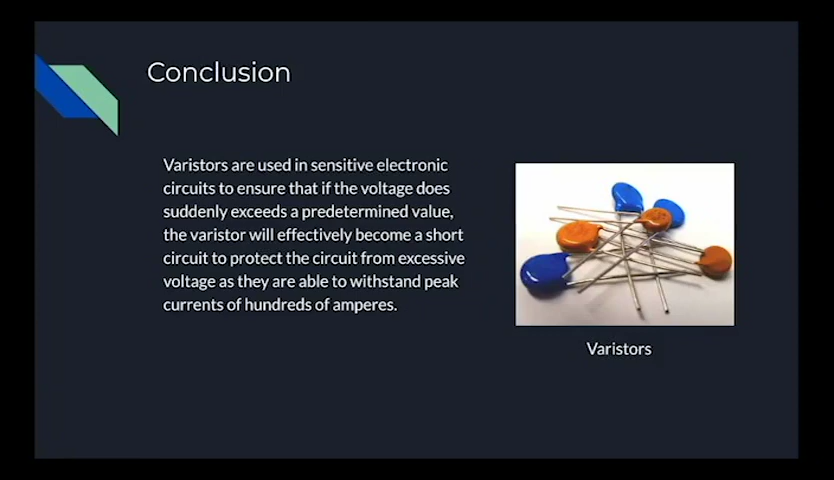 Conclusion
Varistors are used in sensitive electronic
circuits to ensure that if the voltage does
suddenly exceeds a predetermined value,
the varistor will effectively become a short
circuit to protect the circuit from excessive
voltage as they are able to withstand peak
currents of hundreds of amperes.
Varistors